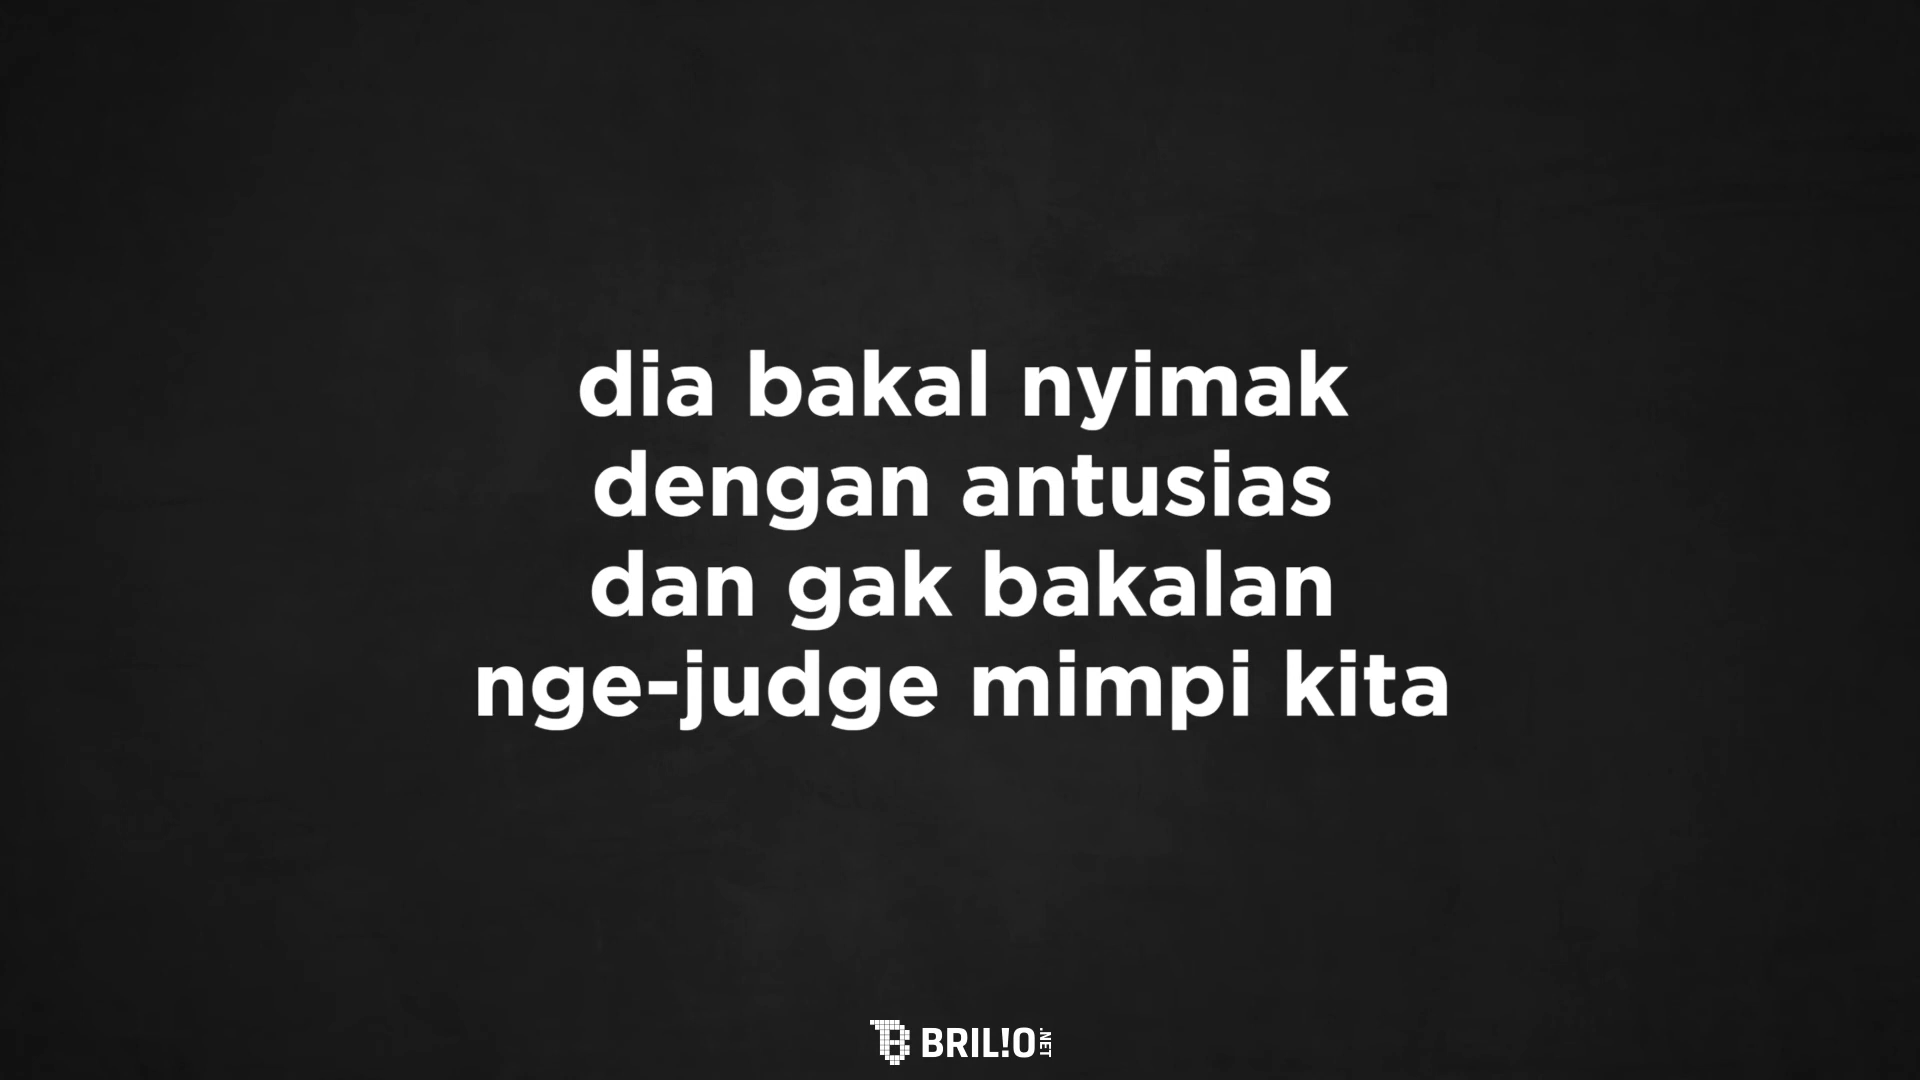 dia bakal nyimak
dengan antusias
dan gak bakalan
nge-judge mimpi kita
BRIL!O.NET